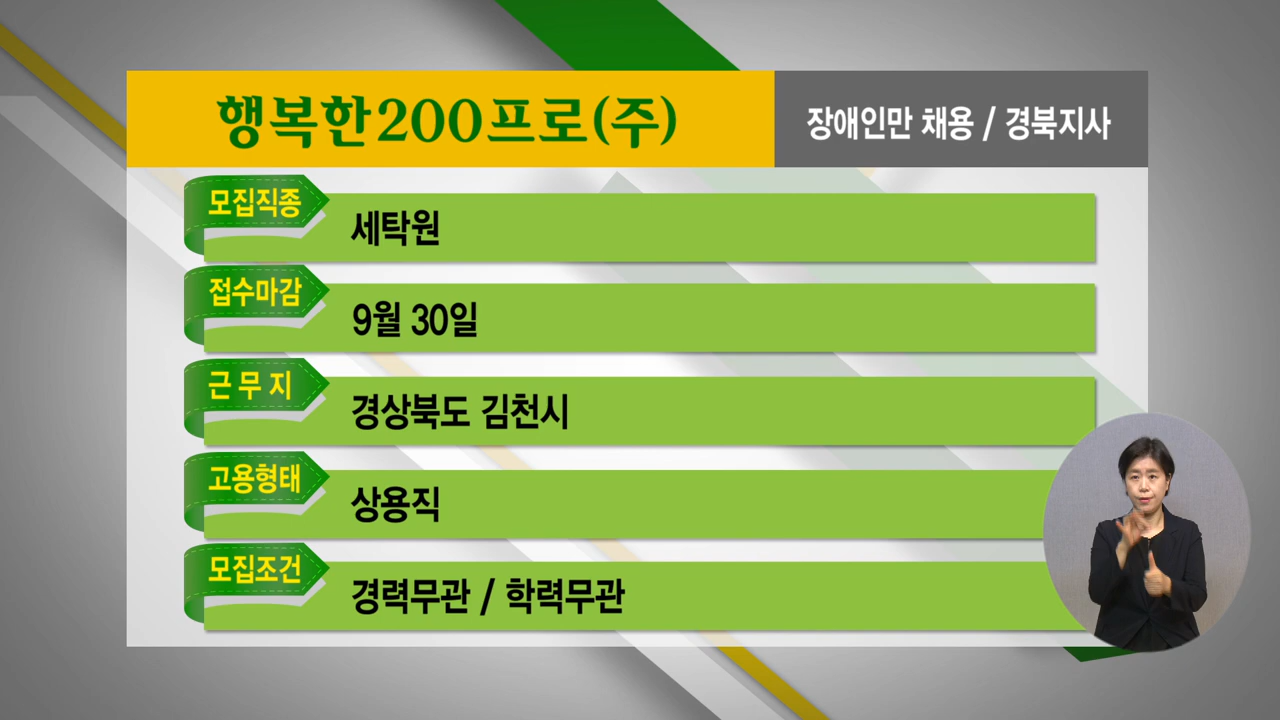 행복한200프로(주)
장애인만 채용 / 경북지사
모집직종
세탁원
접수마감
9월 30일
근 무 지
경상북도 김천시
고용형태
상용직
모집조건
경력무관 / 학력무관